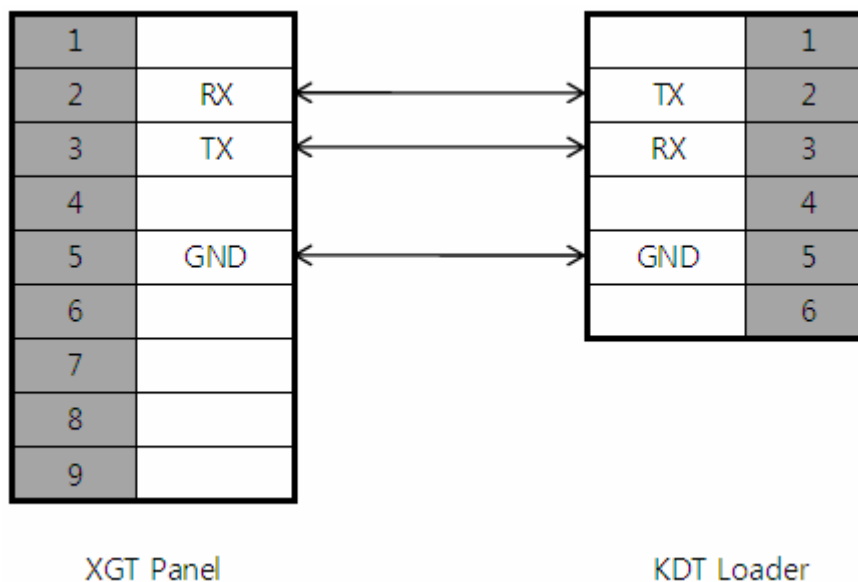 1 1
2 RX TX 2
3 TX RX 3
4 4
5 GND GND 5
6 6
7
8
9
XGT Panel KDT Loader